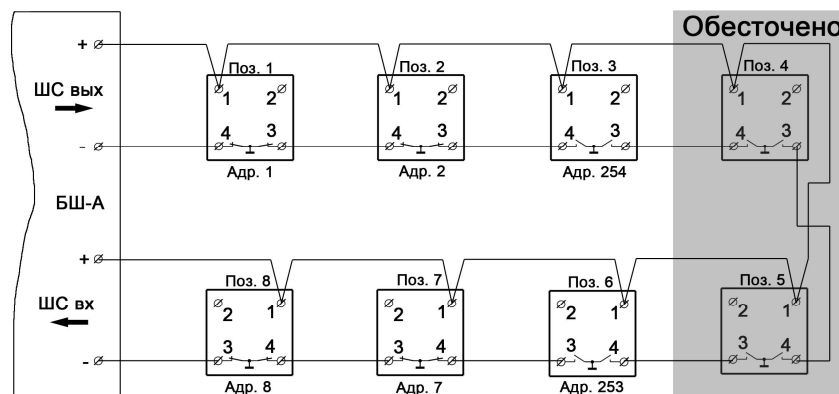 Обесточено
+
Поз. 1
Поз. 2
Поз. 3
Поз. 4
ШС вых
1 2
1 2
1 2
1 2
4 3
4 3
4 3
4 3
-
Адр. 1
Адр. 2
Адр. 254
БШ-А
+
Поз. 8
Поз. 7
Поз. 6
Поз. 5
ШС вх
2 1
2 1
2 1
2 1
3 4
3 4
3 4
3 4
-
Адр. 8
Адр. 7
Адр. 253